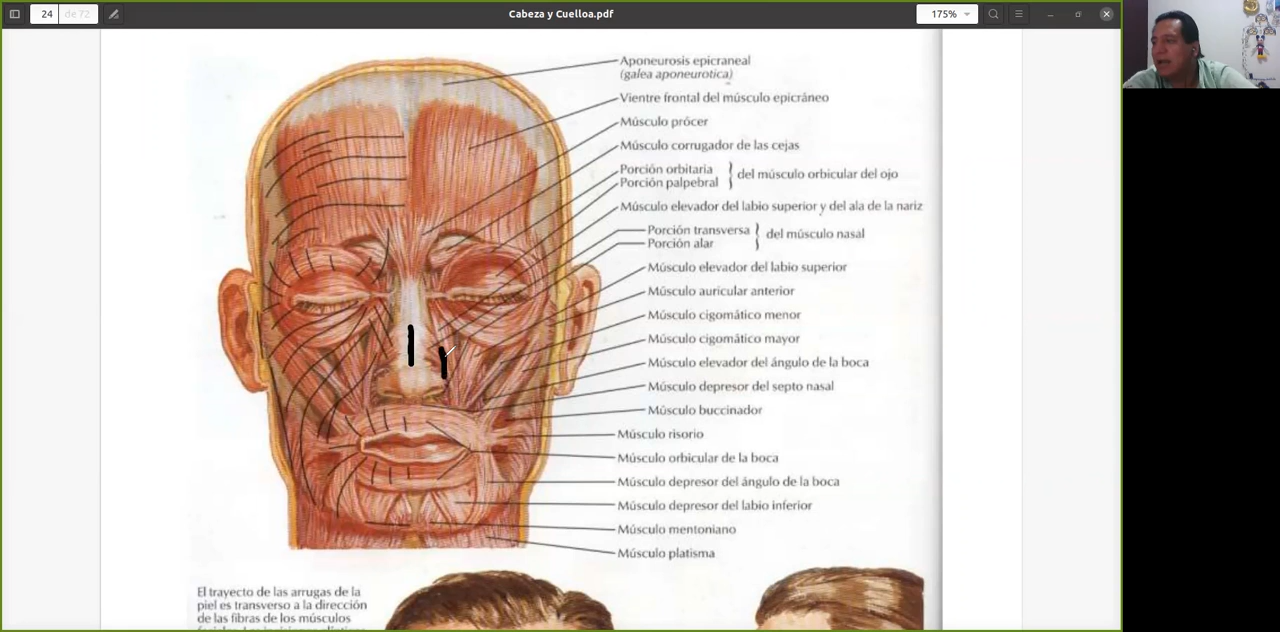 24
de 72
Cabeza y Cuelloa.pdf
175%
Aponeurosis epicraneal
(galea aponeurotica)
Vientre frontal del músculo epicráneo
Músculo prócer
Músculo corrugador de las cejas
Porción orbitaria
Porción palpebral
del músculo orbicular del ojo
Músculo elevador del labio superior y del ala de la nariz
Porción transversa
Porción alar
del músculo nasal
Músculo elevador del labio superior
Músculo auricular anterior
Músculo cigomático menor
Músculo cigomático mayor
Músculo elevador del ángulo de la boca
Músculo depresor del septo nasal
Músculo buccinador
Músculo risorio
Músculo orbicular de la boca
Músculo depresor del ángulo de la boca
Músculo depresor del labio inferior
Músculo mentoniano
Músculo platisma
El trayecto de las arrugas de la
piel es transverso a la dirección
de las fibras de los músculos